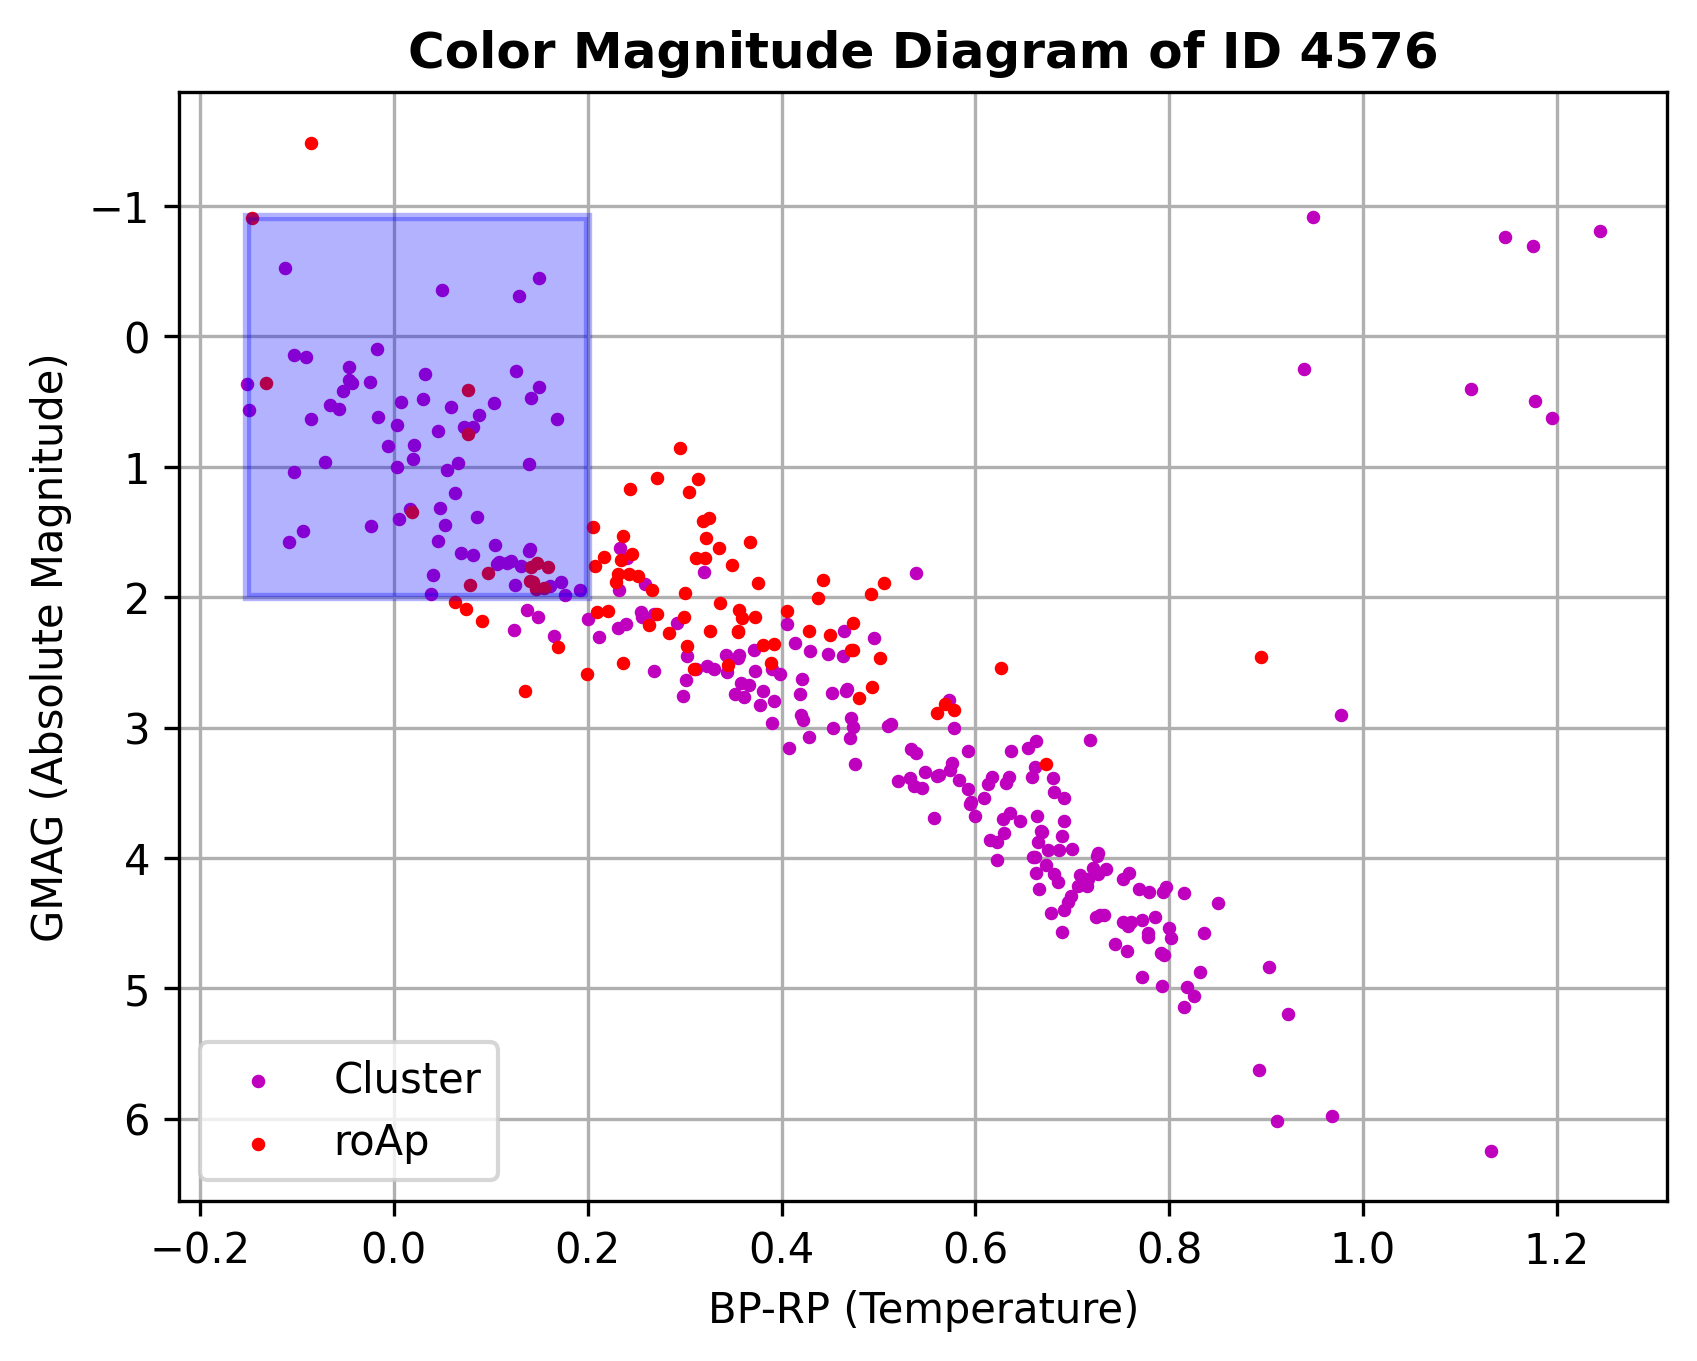 Color Magnitude Diagram of ID 4576
GMAG (Absolute Magnitude)
−1
0
1
2
3
4
5
6
Cluster
roAp
−0.2 0.0 0.2 0.4 0.6 0.8 1.0 1.2
BP-RP (Temperature)